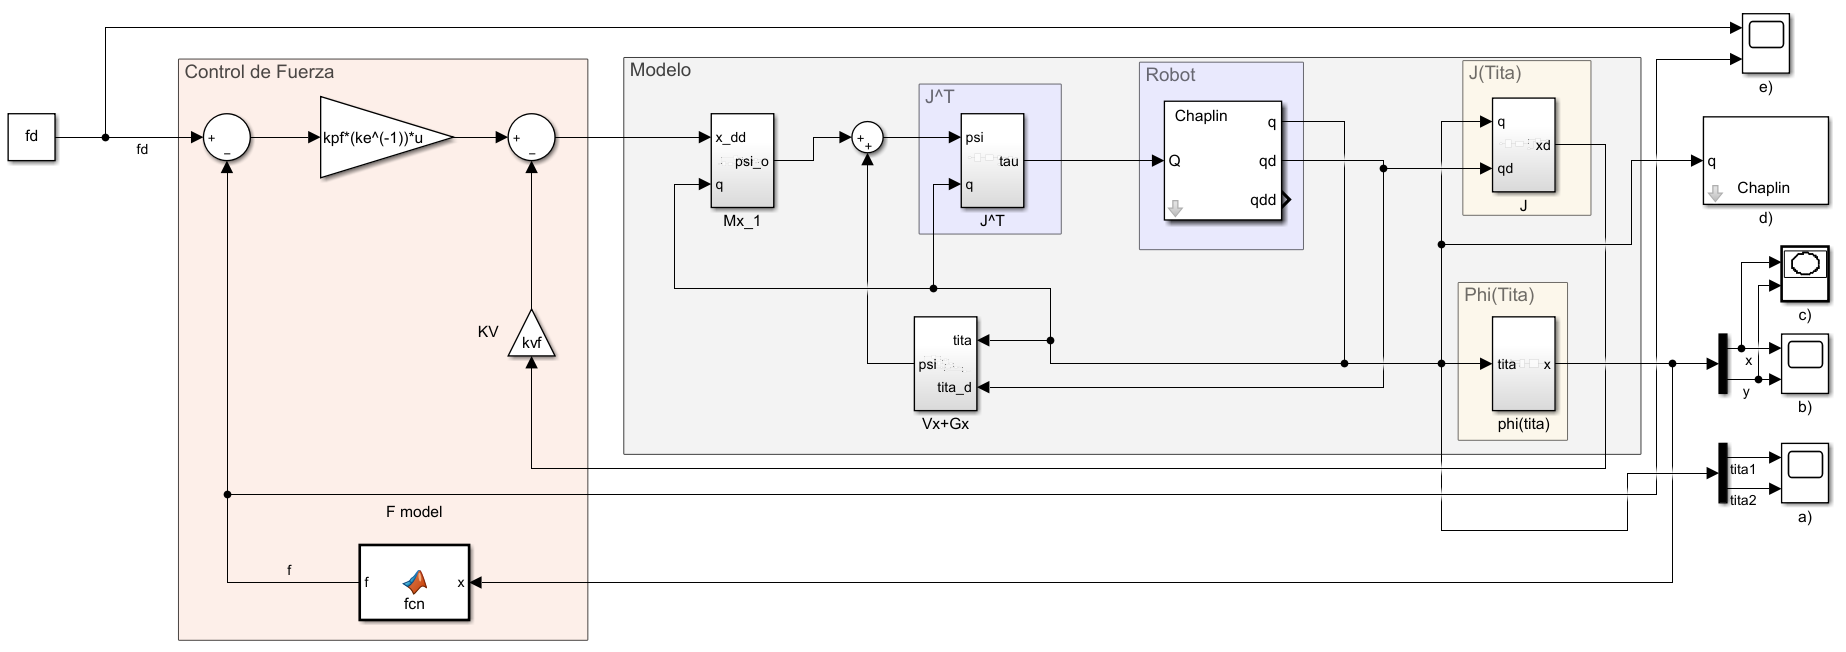 Control de Fuerza
fd
fd
+
−
kpf*(ke^(-1))*u
+
−
KV
kvf
F model
f
f
x
fcn
Modelo
x_dd
psi_o
q
Mx_1
+
+
J^T
psi
tau
q
J^T
Robot
Chaplin
q
Q
qd
qdd
J(Tita)
q
xd
qd
J
tita
psi
tita_d
Vx+Gx
Phi(Tita)
tita
x
phi(tita)
e)
q
Chaplin
d)
c)
x
y
b)
tita1
tita2
a)